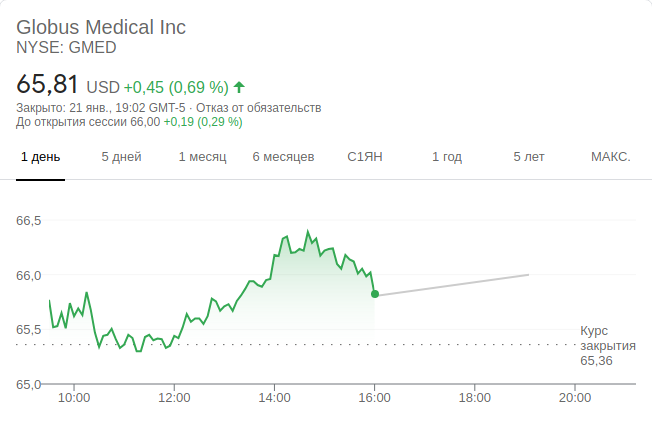 Globus Medical Inc
NYSE: GMED
65,81 USD +0,45 (0,69 %)
Закрыто: 21 янв., 19:02 GMT-5 · Отказ от обязательств
До открытия сессии 66,00 +0,19 (0,29 %)
1 день 5 дней 1 месяц 6 месяцев С1ЯН 1 год 5 лет МАКС.
66,5
66,0
65,5
Курс
закрытия
65,36
65,0
10:00 12:00 14:00 16:00 18:00 20:00